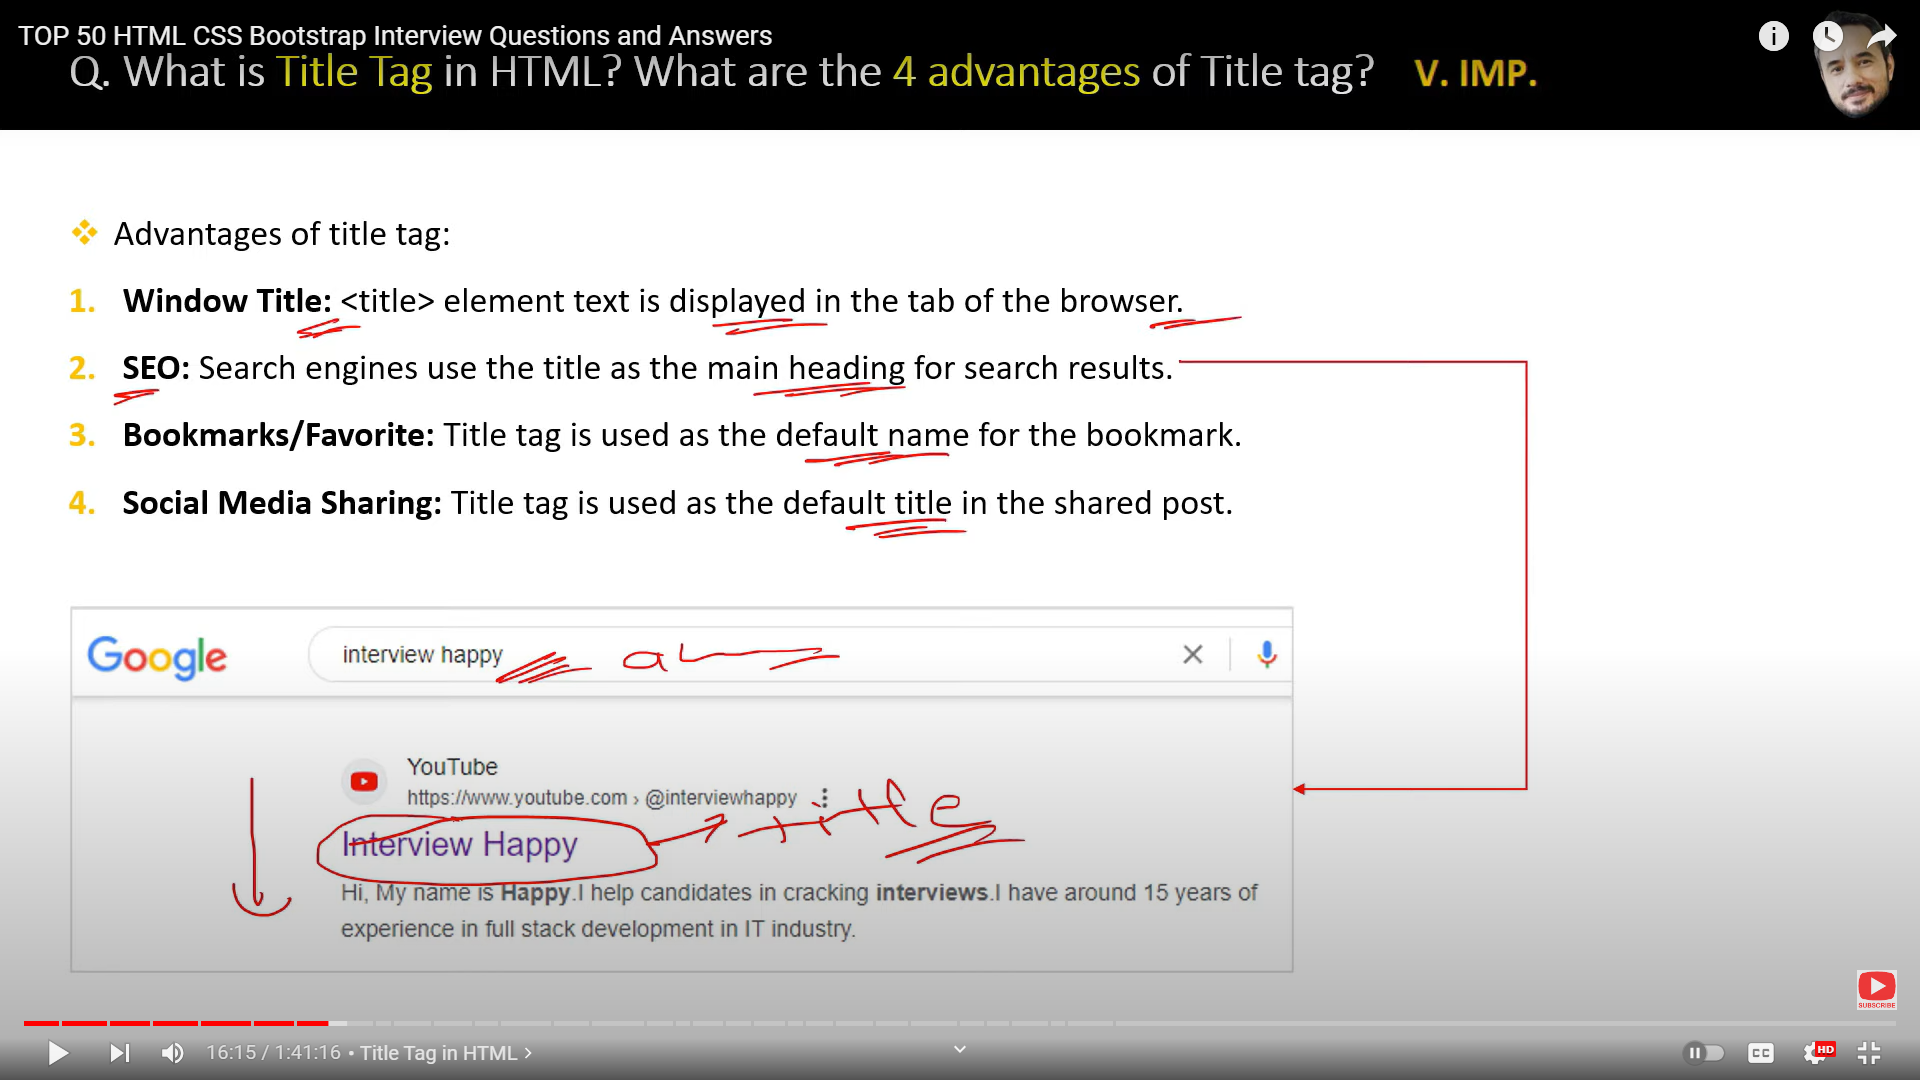 TOP 50 HTML CSS Bootstrap Interview Questions and Answers
Q. What is Title Tag in HTML? What are the 4 advantages of Title tag? V. IMP.
Advantages of title tag:
1. Window Title: <title> element text is displayed in the tab of the browser.
2. SEO: Search engines use the title as the main heading for search results.
3. Bookmarks/Favorite: Title tag is used as the default name for the bookmark.
4. Social Media Sharing: Title tag is used as the default title in the shared post.
Google
interview happy
YouTube
https://www.youtube.com › @interviewhappy
title
Interview Happy
Hi, My name is Happy.I help candidates in cracking interviews.I have around 15 years of
experience in full stack development in IT industry.
SUBSCRIBE
16:15 / 1:41:16 • Title Tag in HTML ›
CC
HD